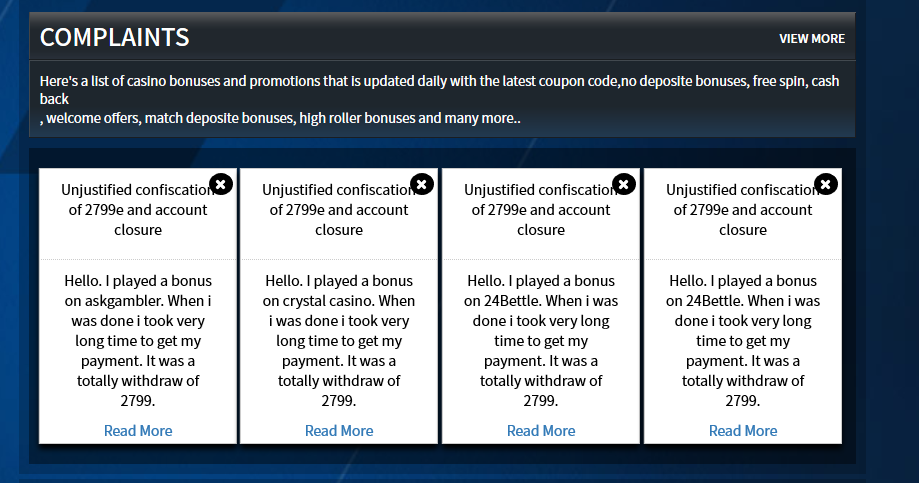 COMPLAINTS
VIEW MORE
Here's a list of casino bonuses and promotions that is updated daily with the latest coupon code,no deposite bonuses, free spin, cash
back
, welcome offers, match deposite bonuses, high roller bonuses and many more..
Unjustified confiscation
of 2799e and account
closure
Hello. I played a bonus
on askgambler. When i
was done i took very
long time to get my
payment. It was a
totally withdraw of
2799.
Read More
Unjustified confiscation
of 2799e and account
closure
Hello. I played a bonus
on crystal casino. When
i was done i took very
long time to get my
payment. It was a
totally withdraw of
2799.
Read More
Unjustified confiscation
of 2799e and account
closure
Hello. I played a bonus
on 24Bettle. When i was
done i took very long
time to get my
payment. It was a
totally withdraw of
2799.
Read More
Unjustified confiscation
of 2799e and account
closure
Hello. I played a bonus
on 24Bettle. When i was
done i took very long
time to get my
payment. It was a
totally withdraw of
2799.
Read More